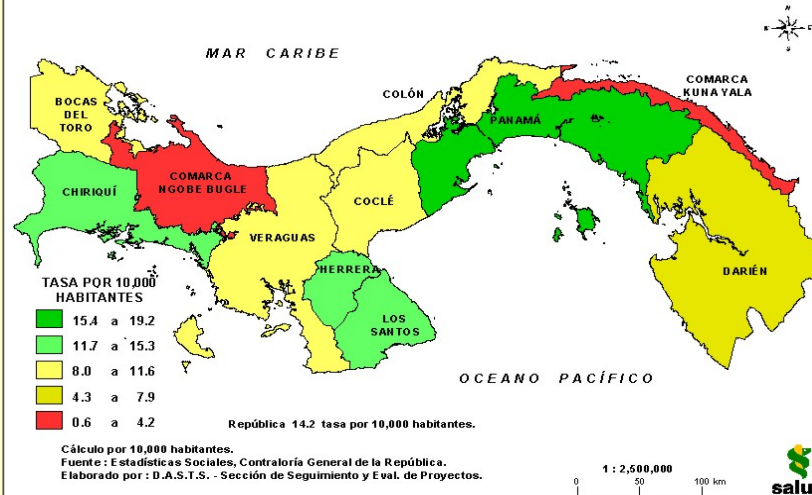 N
MAR CARIBE
COLÓN
COMARCA
KUNA YALA
BOCAS
DEL
TORO
PANAMÁ
COMARCA
NGOBE BUGLE
CHIRIQUÍ
COCLÉ
VERAGUAS
HERRERA
DARIÉN
LOS
SANTOS
TASA POR 10,000
HABITANTES
15.4 a 19.2
11.7 a 15.3
8.0 a 11.6
4.3 a 7.9
0.6 a 4.2
OCEANO PACÍFICO
República 14.2 tasa por 10,000 habitantes.
Cálculo por 10,000 habitantes.
Fuente : Estadísticas Sociales, Contraloría General de la República.
Elaborado por : D.A.S.T.S. - Sección de Seguimiento y Eval. de Proyectos.
1 : 2,500,000
0 50 100 km
salu